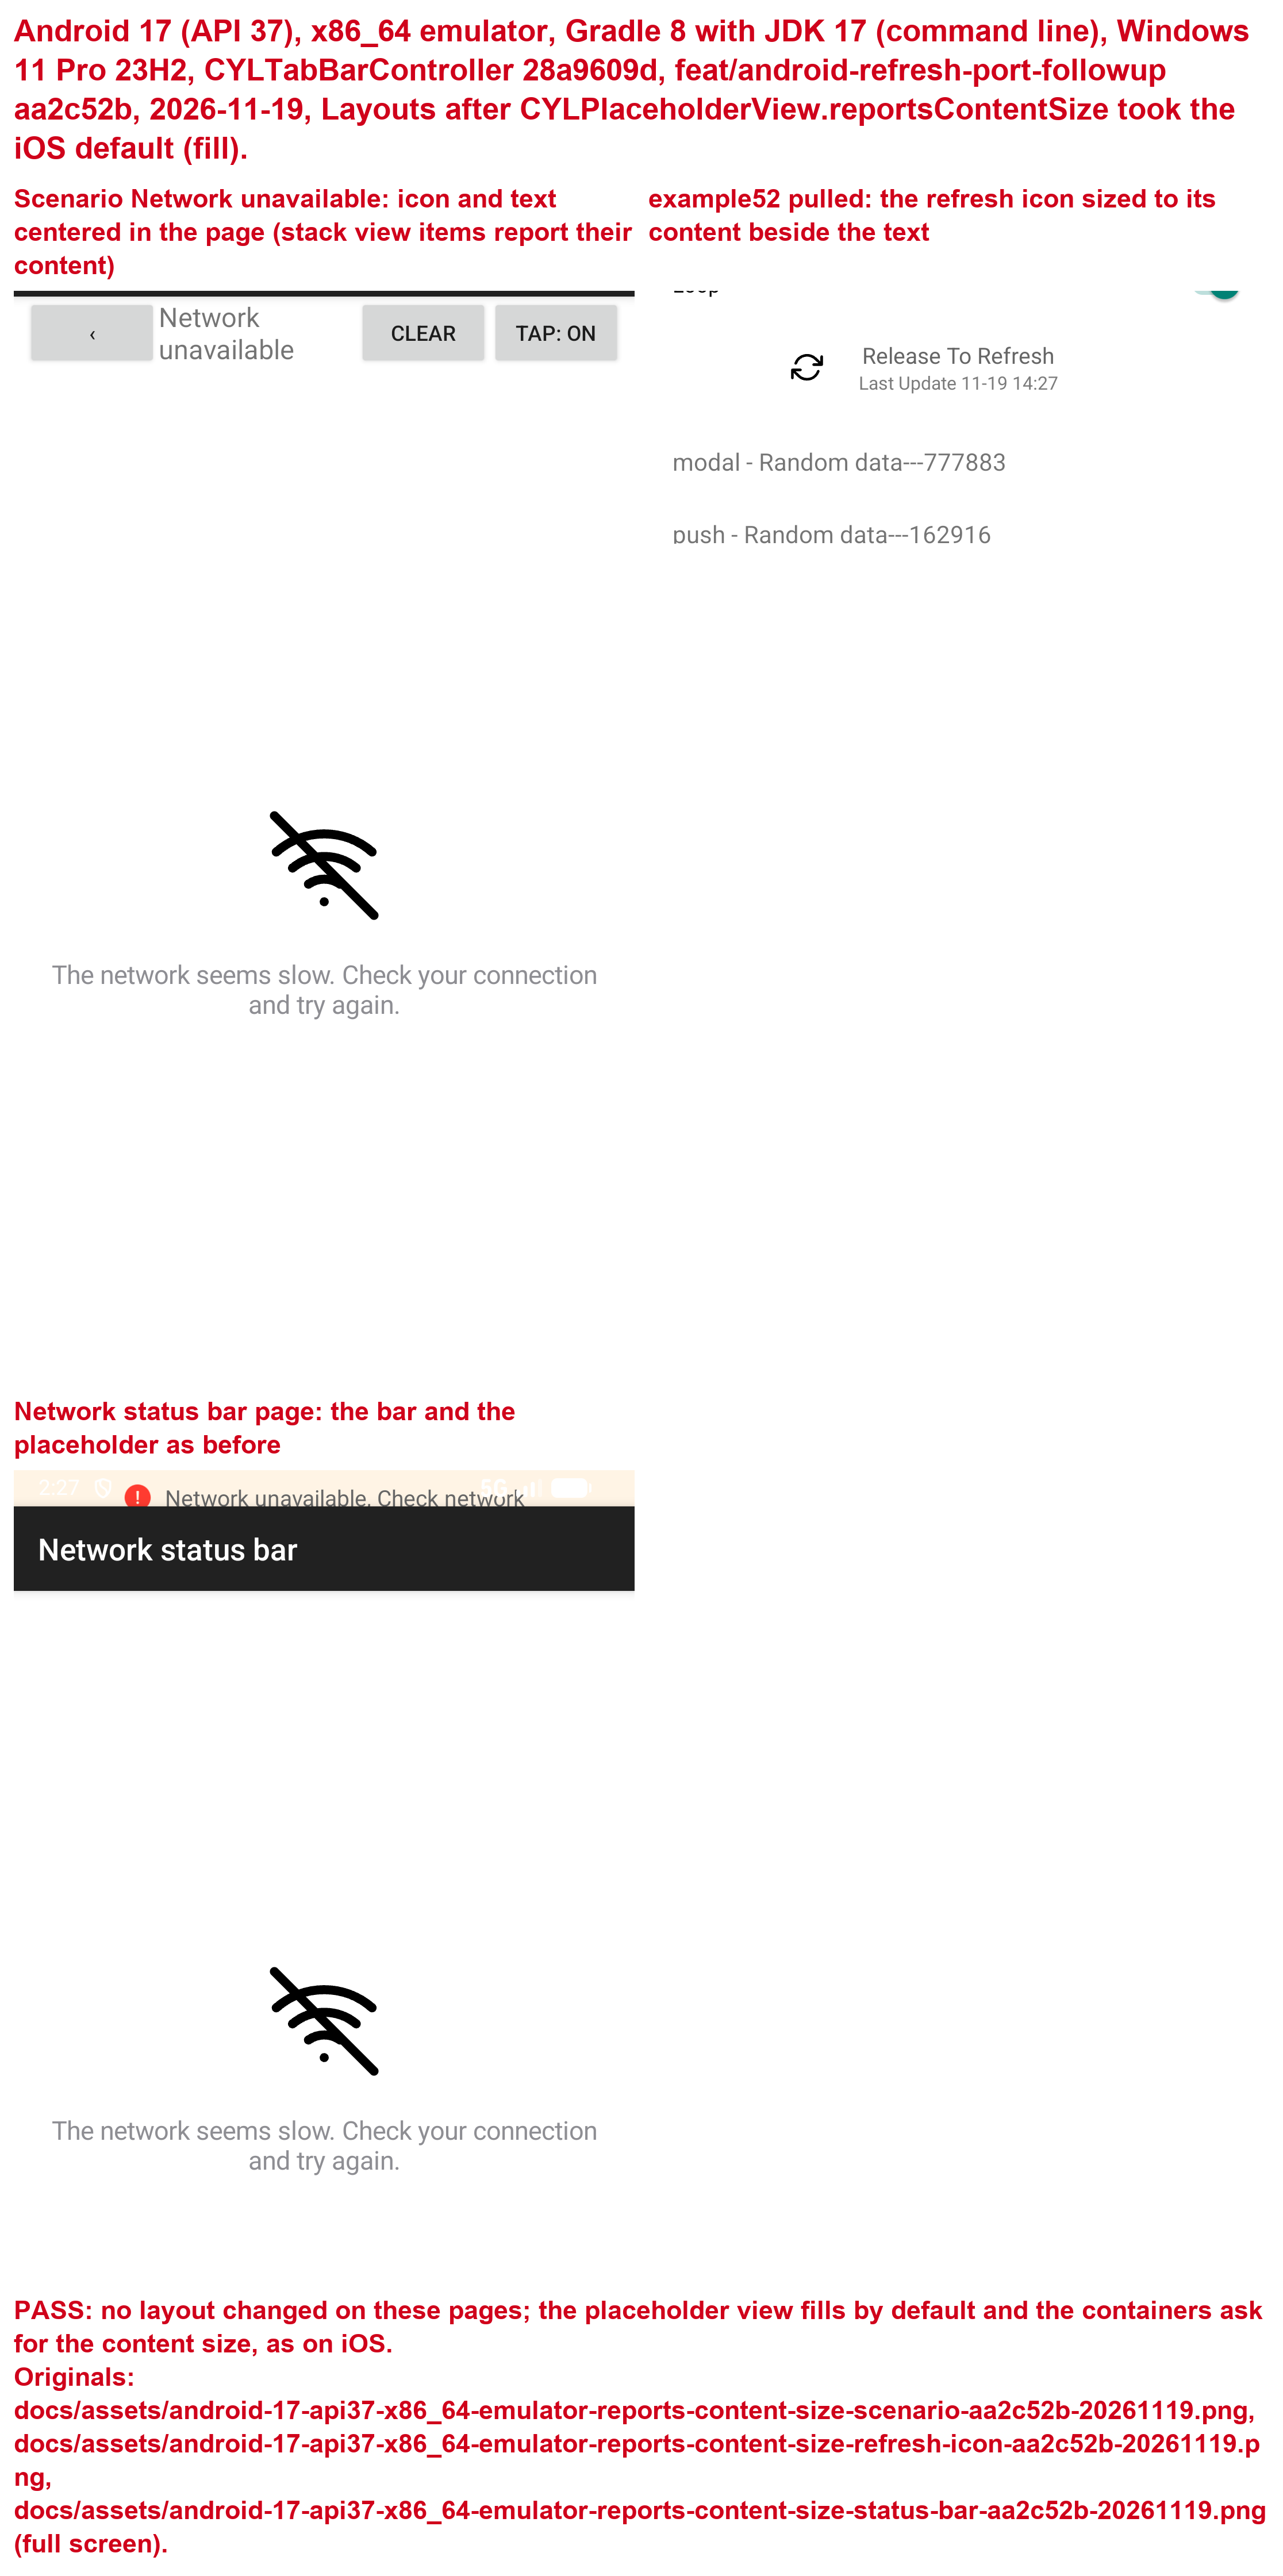 Android 17 (API 37), x86_64 emulator, Gradle 8 with JDK 17 (command line), Windows
11 Pro 23H2, CYLTabBarController 28a9609d, feat/android-refresh-port-followup
aa2c52b, 2026-11-19, Layouts after CYLPlaceholderView.reportsContentSize took the
iOS default (fill).
Scenario Network unavailable: icon and text
centered in the page (stack view items report their
content)
example52 pulled: the refresh icon sized to its
content beside the text
‹
Network
unavailable
CLEAR
TAP: ON
Loop
Release To Refresh
Last Update 11-19 14:27
modal - Random data---777883
push - Random data---162916
The network seems slow. Check your connection
and try again.
Network status bar page: the bar and the
placeholder as before
2:27
5G
! Network unavailable. Check network
Network status bar
The network seems slow. Check your connection
and try again.
PASS: no layout changed on these pages; the placeholder view fills by default and the containers ask
for the content size, as on iOS.
Originals:
docs/assets/android-17-api37-x86_64-emulator-reports-content-size-scenario-aa2c52b-20261119.png,
docs/assets/android-17-api37-x86_64-emulator-reports-content-size-refresh-icon-aa2c52b-20261119.p
ng,
docs/assets/android-17-api37-x86_64-emulator-reports-content-size-status-bar-aa2c52b-20261119.png
(full screen).